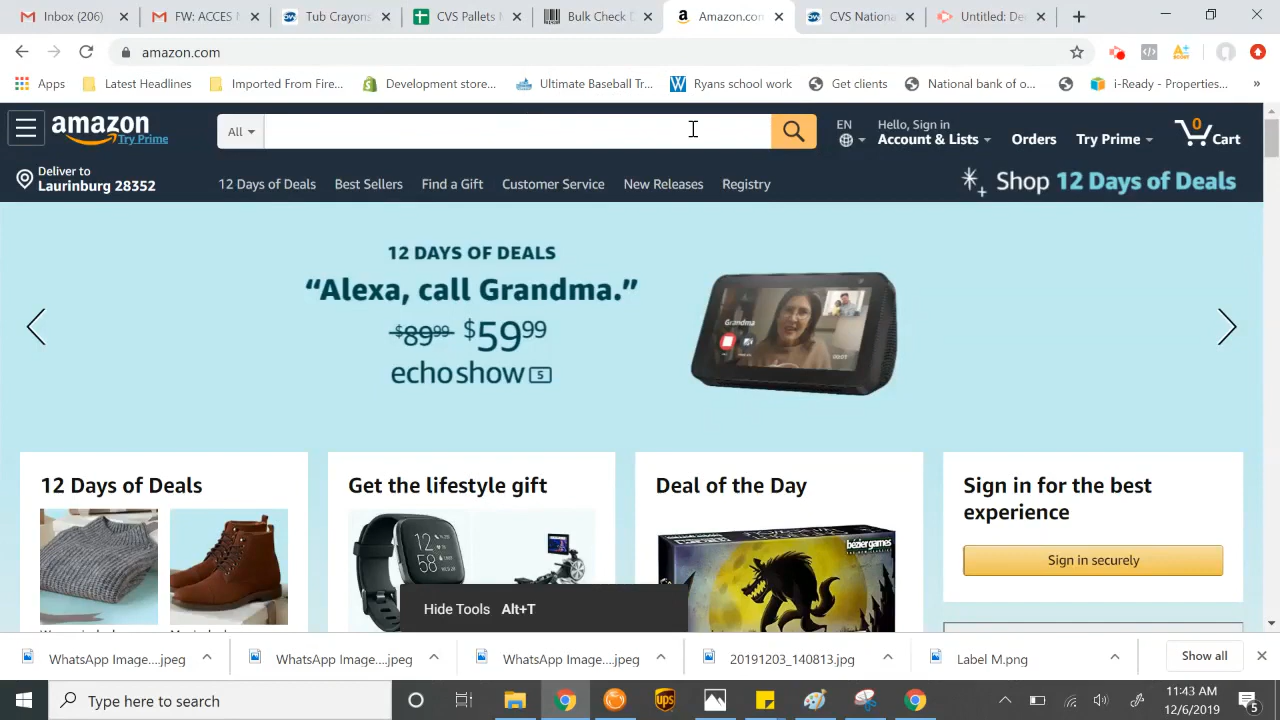 Inbox (206
FW: ACCES
Tub Crayons
CVS Pallets
Bulk Check D
Amazon.con
CVS Nationa
Untitled: De
amazon.com
Apps
Latest Headlines
Imported From Fire...
Development store...
Ultimate Baseball Tr...
Ryans school work
Get clients
National bank of o...
i-Ready - Properties...
amazon
Try Prime
All
EN
Hello, Sign in
Account & Lists
Orders
Try Prime
0
Cart
Deliver to
Laurinburg 28352
12 Days of Deals
Best Sellers
Find a Gift
Customer Service
New Releases
Registry
Shop 12 Days of Deals
12 DAYS OF DEALS
“Alexa, call Grandma.”
$89 99 $59 99
echo show 5
Grandma
12 Days of Deals
Get the lifestyle gift
Deal of the Day
Sign in for the best
experience
Sign in securely
12:
58
béziergames
Hide Tools Alt+T
WhatsApp Image....jpeg
WhatsApp Image....jpeg
WhatsApp Image....jpeg
20191203_140813.jpg
Label M.png
Show all
Type here to search
ups
11:43 AM
12/6/2019
5